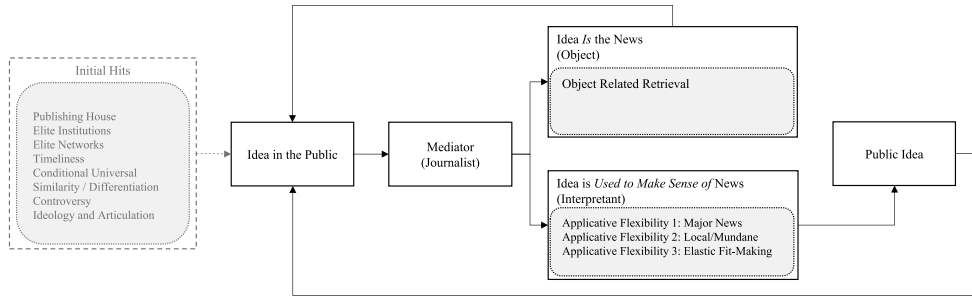 Initial Hits
Publishing House
Elite Institutions
Elite Networks
Timeliness
Conditional Universal
Similarity / Differentiation
Controversy
Ideology and Articulation
Idea in the Public
Mediator
(Journalist)
Idea Is the News
(Object)
Object Related Retrieval
Idea is Used to Make Sense of News
(Interpretant)
Applicative Flexibility 1: Major News
Applicative Flexibility 2: Local/Mundane
Applicative Flexibility 3: Elastic Fit-Making
Public Idea